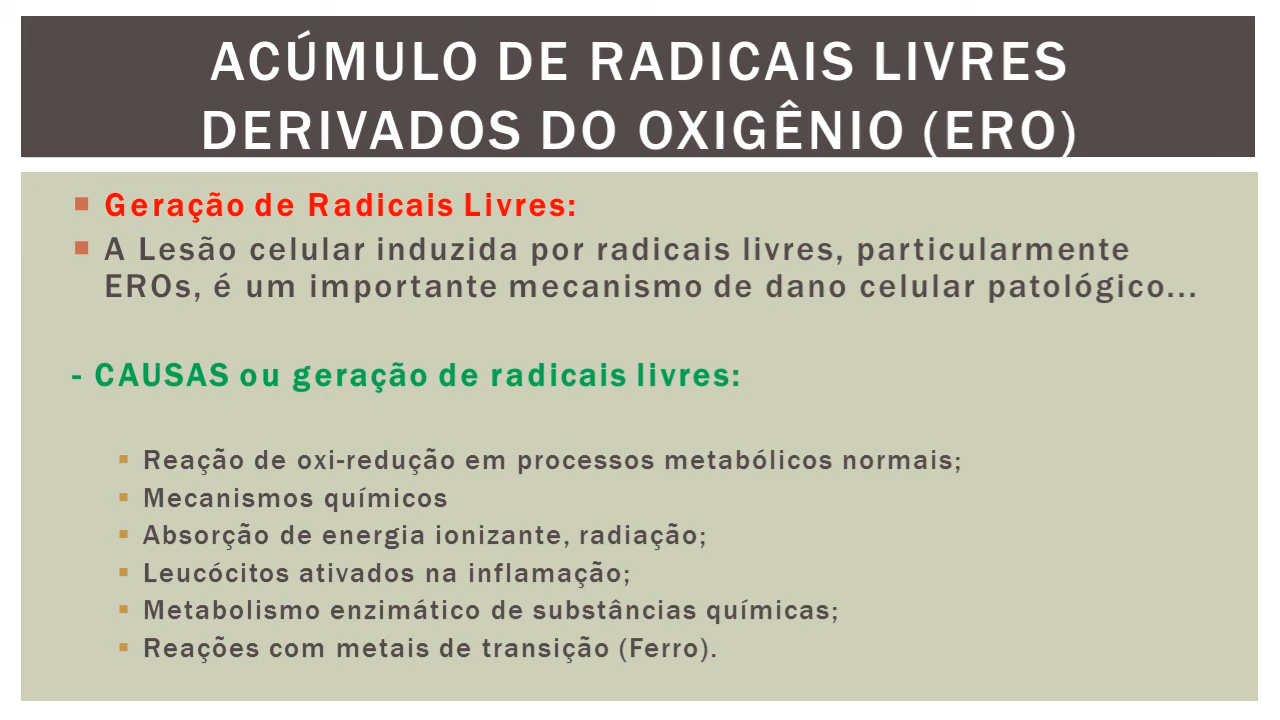 ACÚMULO DE RADICAIS LIVRES
DERIVADOS DO OXIGÊNIO (ERO)
Geração de Radicais Livres:
A Lesão celular induzida por radicais livres, particularmente
EROs, é um importante mecanismo de dano celular patológico...
- CAUSAS ou geração de radicais livres:
Reação de oxi-redução em processos metabólicos normais;
Mecanismos químicos
Absorção de energia ionizante, radiação;
Leucócitos ativados na inflamação;
Metabolismo enzimático de substâncias químicas;
Reações com metais de transição (Ferro).